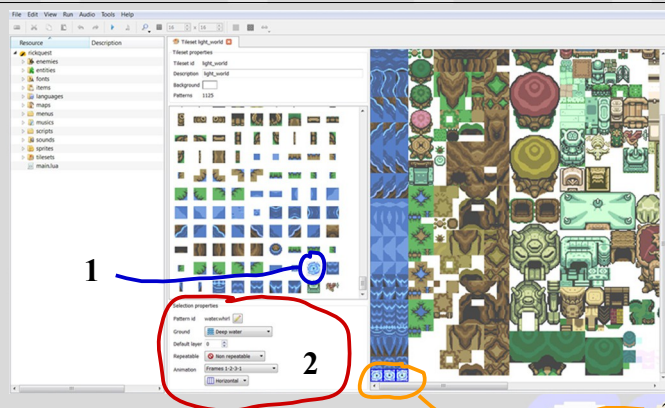 File Edit View Run Audio Tools Help
16 x 16
Resource Description
Tileset light_world
rickquest
enemies
entities
fonts
items
languages
maps
menus
musics
scripts
sounds
sprites
tilesets
main.lua
Tileset properties
Tileset id light_world
Description light_world
Background
Patterns 1125
1
Selection properties
Pattern id water.whirl
Ground Deep water
Default layer 0
Repeatable Non repeatable
Animation Frames 1-2-3-1
Horizontal
2